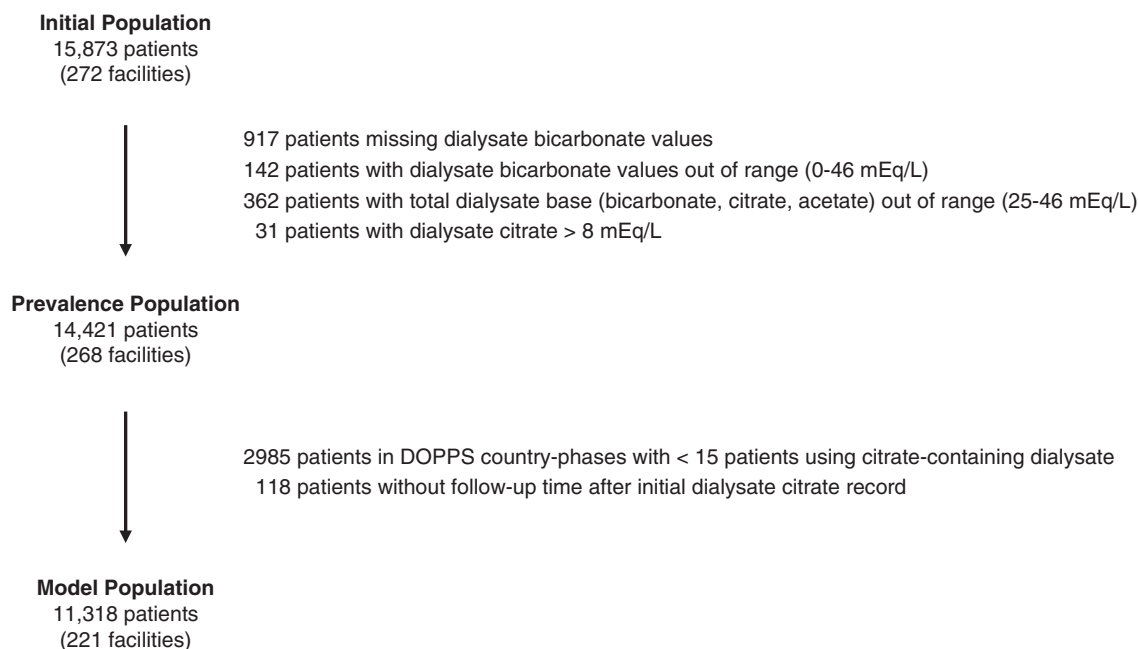 Initial Population
15,873 patients
(272 facilities)
917 patients missing dialysate bicarbonate values
142 patients with dialysate bicarbonate values out of range (0-46 mEq/L)
362 patients with total dialysate base (bicarbonate, citrate, acetate) out of range (25-46 mEq/L)
31 patients with dialysate citrate > 8 mEq/L
Prevalence Population
14,421 patients
(268 facilities)
2985 patients in DOPPS country-phases with < 15 patients using citrate-containing dialysate
118 patients without follow-up time after initial dialysate citrate record
Model Population
11,318 patients
(221 facilities)